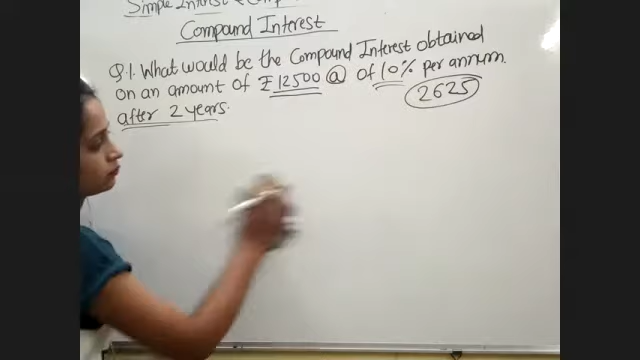 Simple Interest &
Compound Interest
Q.1. What would be the Compound Interest obtained
on an amount of ₹ 12500 @ of 10% per annum
after 2 years.
2625